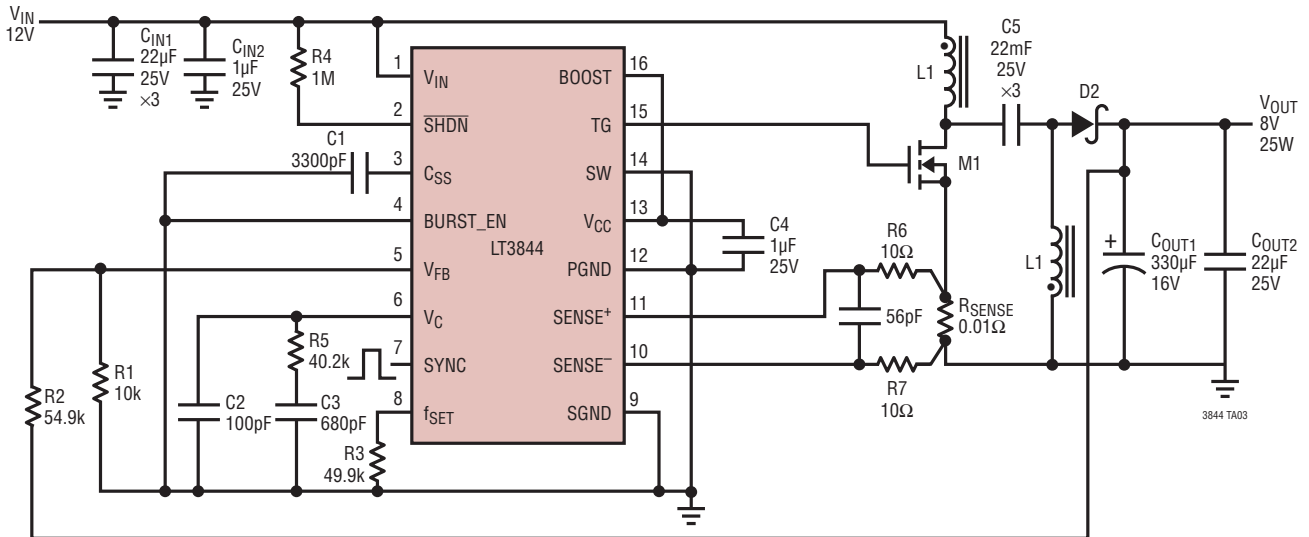 VIN
12V
CIN1
22µF
25V
×3
CIN2
1µF
25V
R4
1M
C1
3300pF
1
VIN
2
SHDN
3
CSS
4
BURST_EN
5
VFB
6
VC
7
SYNC
8
fSET
LT3844
16
BOOST
15
TG
14
SW
13
VCC
12
PGND
11
SENSE+
10
SENSE–
9
SGND
R2
54.9k
R1
10k
C2
100pF
R5
40.2k
C3
680pF
R3
49.9k
C4
1µF
25V
R6
10Ω
56pF
R7
10Ω
RSENSE
0.01Ω
M1
L1
C5
22mF
25V
×3
D2
L1
VOUT
8V
25W
+
COUT1
330µF
16V
COUT2
22µF
25V
3844 TA03